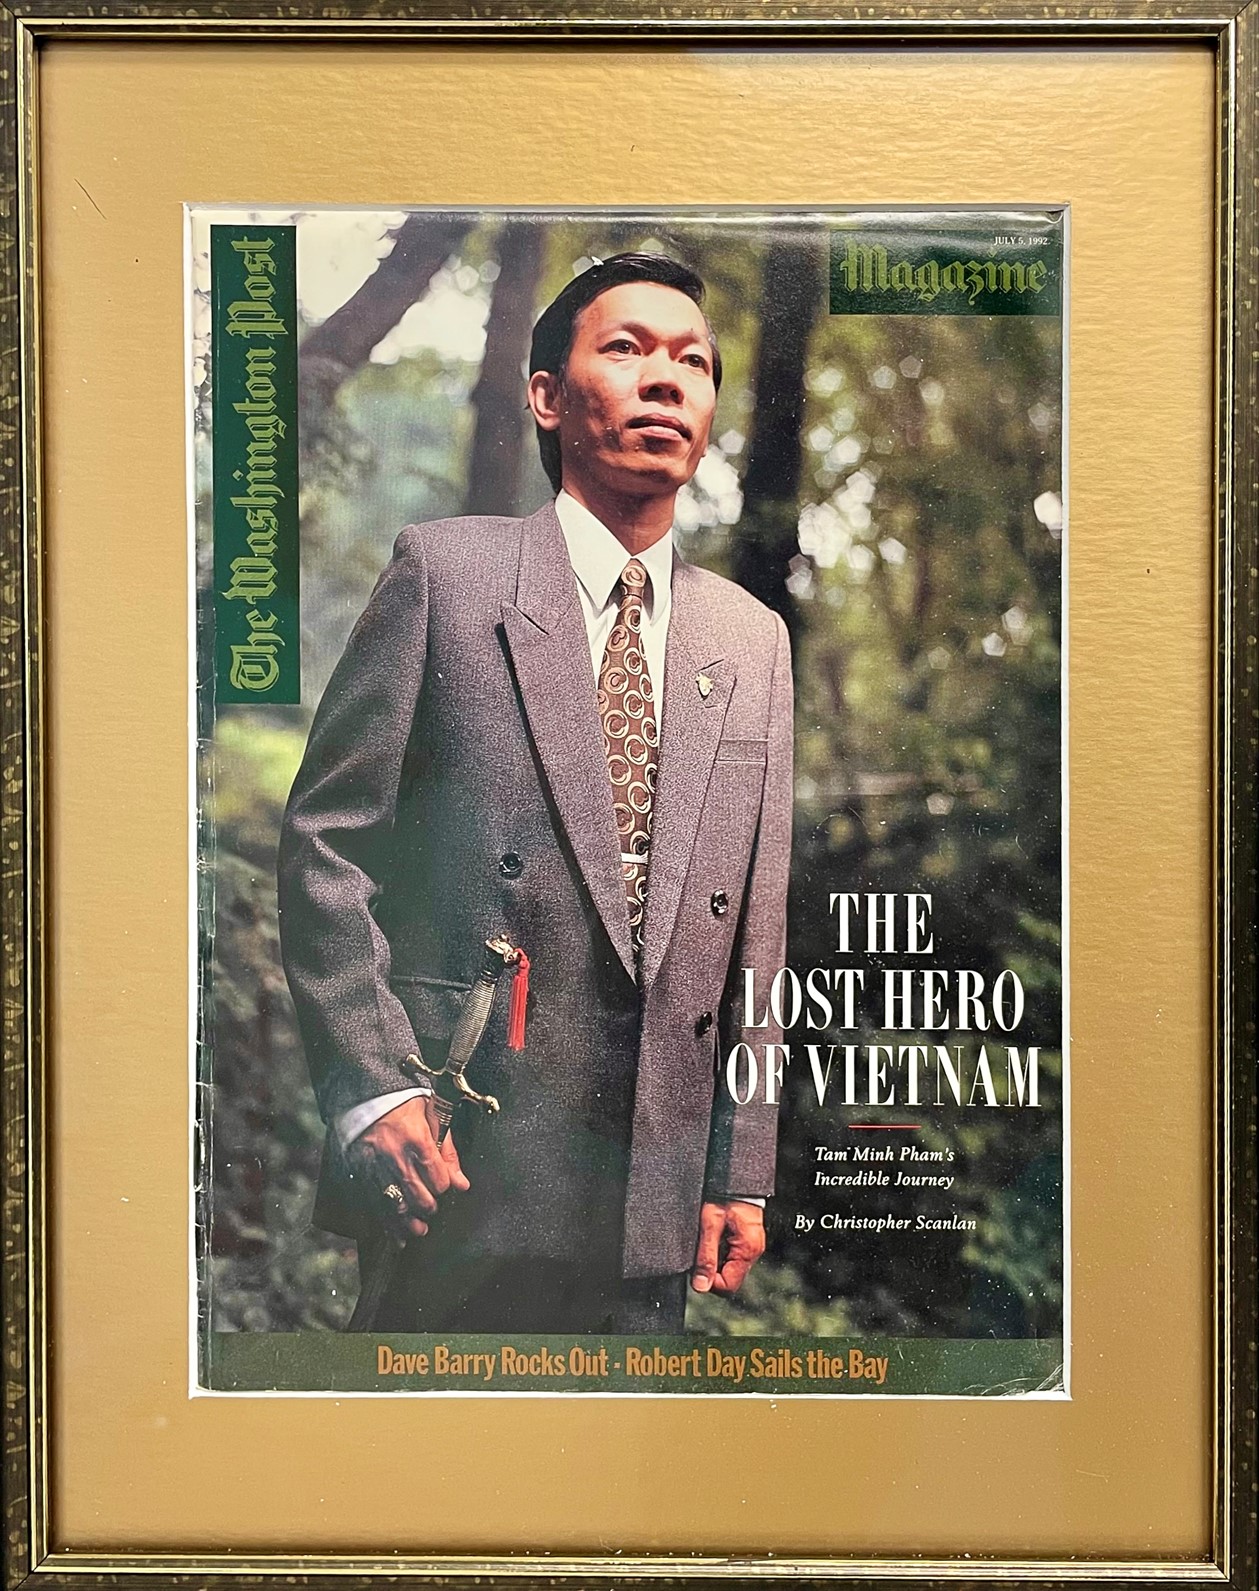 The Washington Post
JULY 5, 1992
Magazine
THE
LOST HERO
OF VIETNAM
Tam Minh Pham's
Incredible Journey
By Christopher Scanlan
Dave Barry Rocks Out · Robert Day Sails the Bay